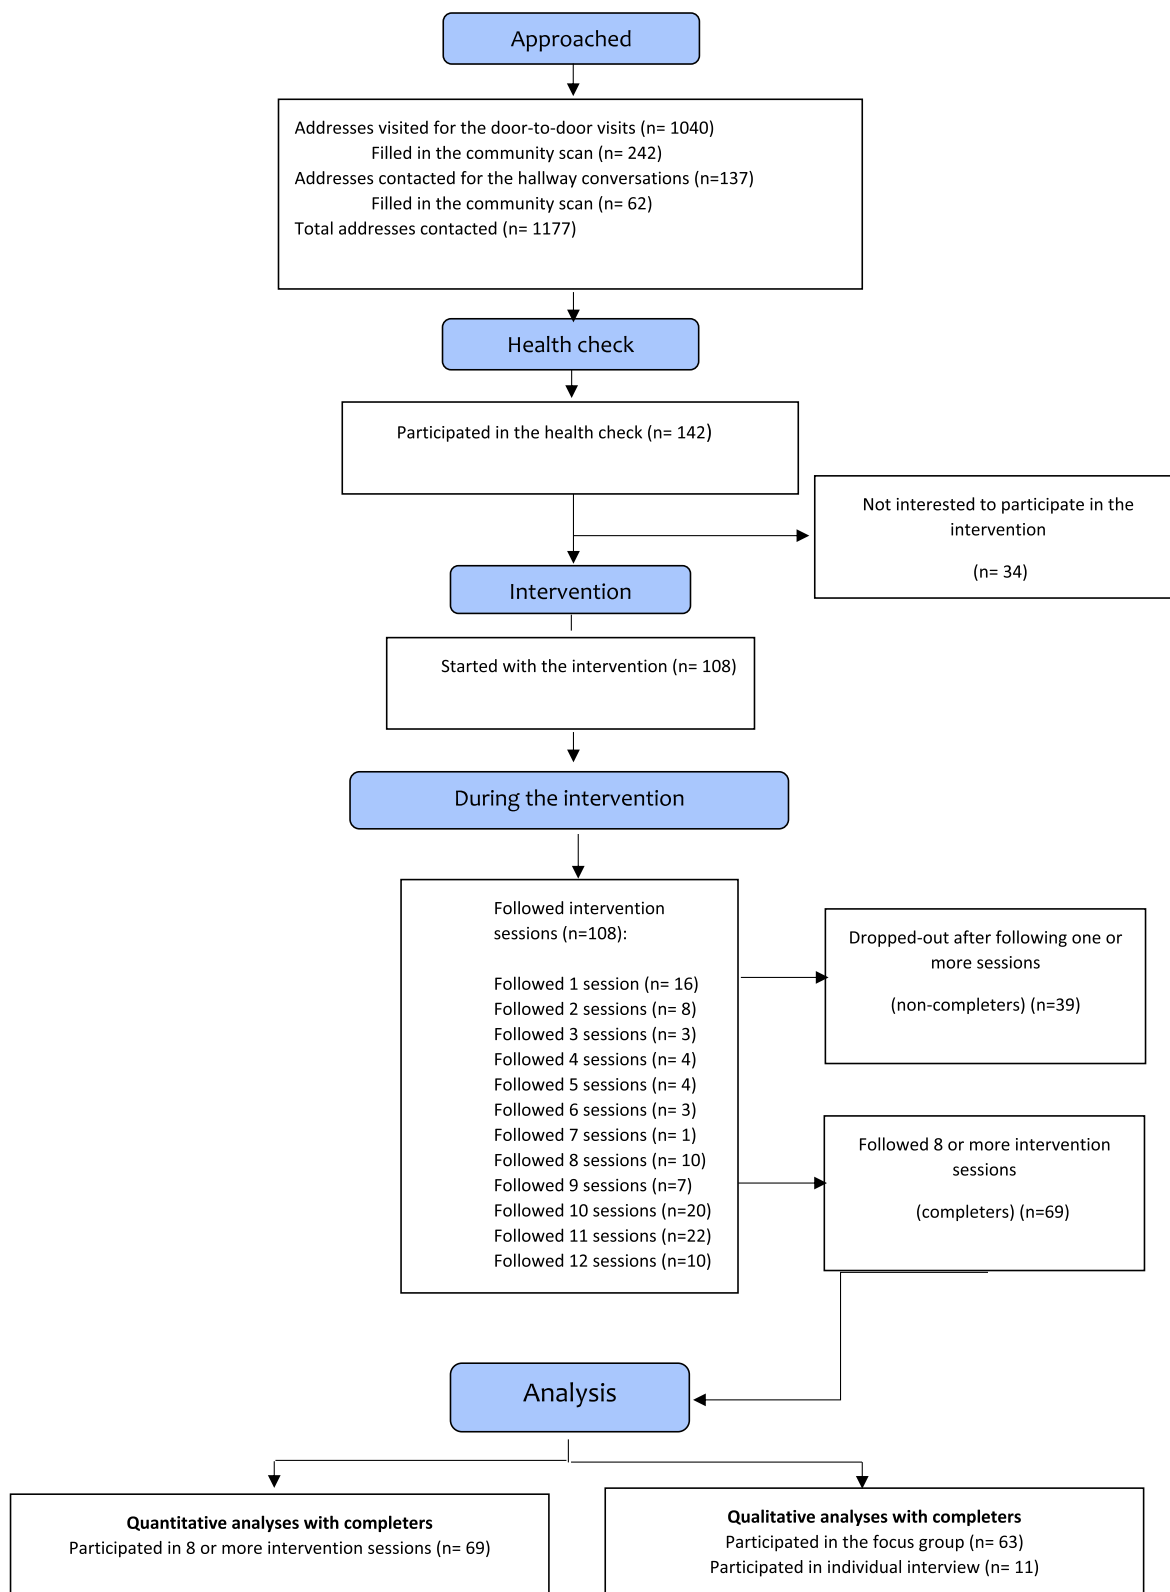 Approached
Addresses visited for the door-to-door visits (n= 1040)
Filled in the community scan (n= 242)
Addresses contacted for the hallway conversations (n=137)
Filled in the community scan (n= 62)
Total addresses contacted (n= 1177)
Health check
Participated in the health check (n= 142)
Not interested to participate in the
intervention
(n= 34)
Intervention
Started with the intervention (n= 108)
During the intervention
Followed intervention
sessions (n=108):
Followed 1 session (n= 16)
Followed 2 sessions (n= 8)
Followed 3 sessions (n= 3)
Followed 4 sessions (n= 4)
Followed 5 sessions (n= 4)
Followed 6 sessions (n= 3)
Followed 7 sessions (n= 1)
Followed 8 sessions (n= 10)
Followed 9 sessions (n=7)
Followed 10 sessions (n=20)
Followed 11 sessions (n=22)
Followed 12 sessions (n=10)
Dropped-out after following one or
more sessions
(non-completers) (n=39)
Followed 8 or more intervention
sessions
(completers) (n=69)
Analysis
Quantitative analyses with completers
Participated in 8 or more intervention sessions (n= 69)
Qualitative analyses with completers
Participated in the focus group (n= 63)
Participated in individual interview (n= 11)